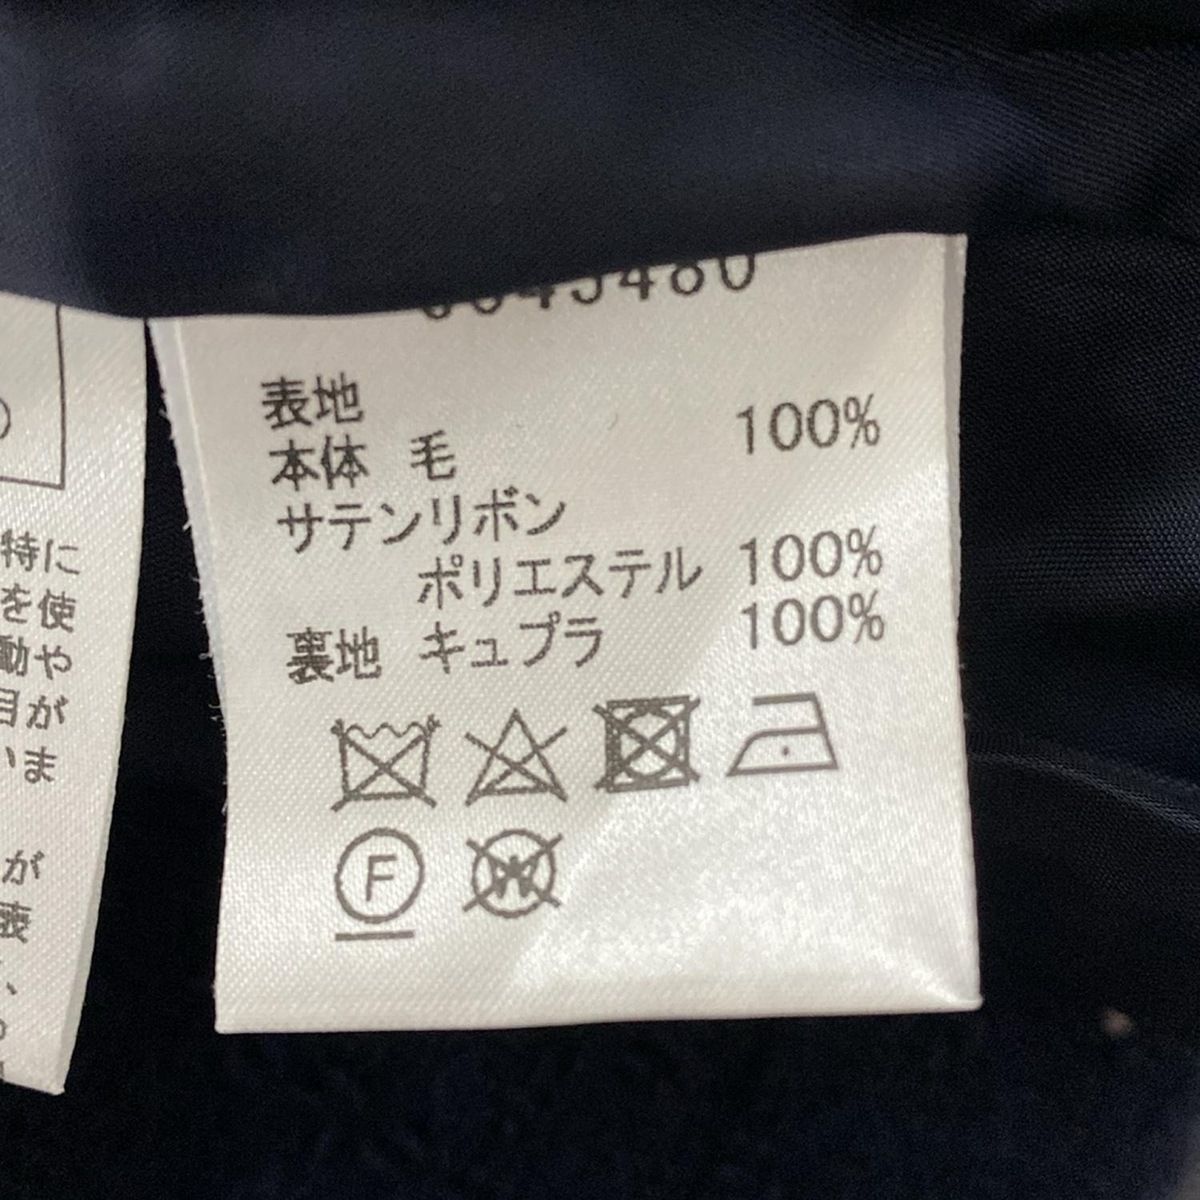 表地
本体 毛 100%
サテンリボン
ポリエステル 100%
裏地 キュプラ 100%
F
W
特に
を使
動や
目が
いま
が